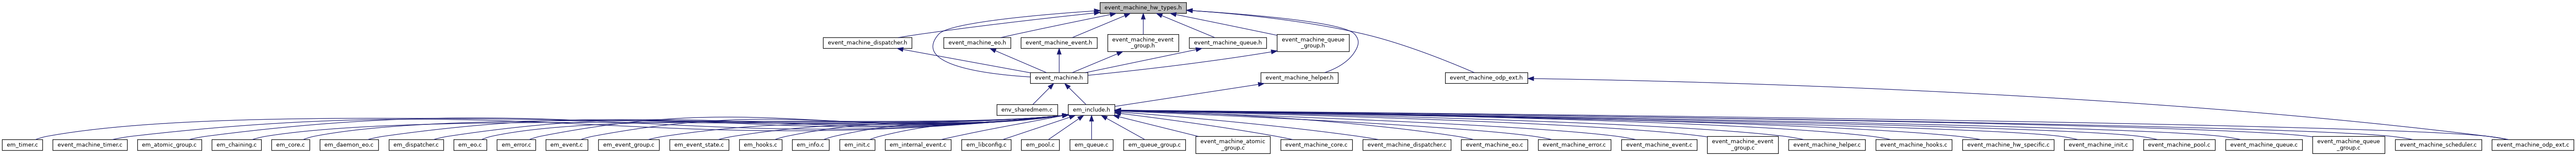 event_machine_hw_types.h
event_machine_dispatcher.h
event_machine_eo.h
event_machine_event.h
event_machine_event
_group.h
event_machine_queue.h
event_machine_queue
_group.h
event_machine.h
event_machine_helper.h
event_machine_odp_ext.h
env_sharedmem.c
em_include.h
em_timer.c
event_machine_timer.c
em_atomic_group.c
em_chaining.c
em_core.c
em_daemon_eo.c
em_dispatcher.c
em_eo.c
em_error.c
em_event.c
em_event_group.c
em_event_state.c
em_hooks.c
em_info.c
em_init.c
em_internal_event.c
em_libconfig.c
em_pool.c
em_queue.c
em_queue_group.c
event_machine_atomic
_group.c
event_machine_core.c
event_machine_dispatcher.c
event_machine_eo.c
event_machine_error.c
event_machine_event.c
event_machine_event
_group.c
event_machine_helper.c
event_machine_hooks.c
event_machine_hw_specific.c
event_machine_init.c
event_machine_pool.c
event_machine_queue.c
event_machine_queue
_group.c
event_machine_scheduler.c
event_machine_odp_ext.c